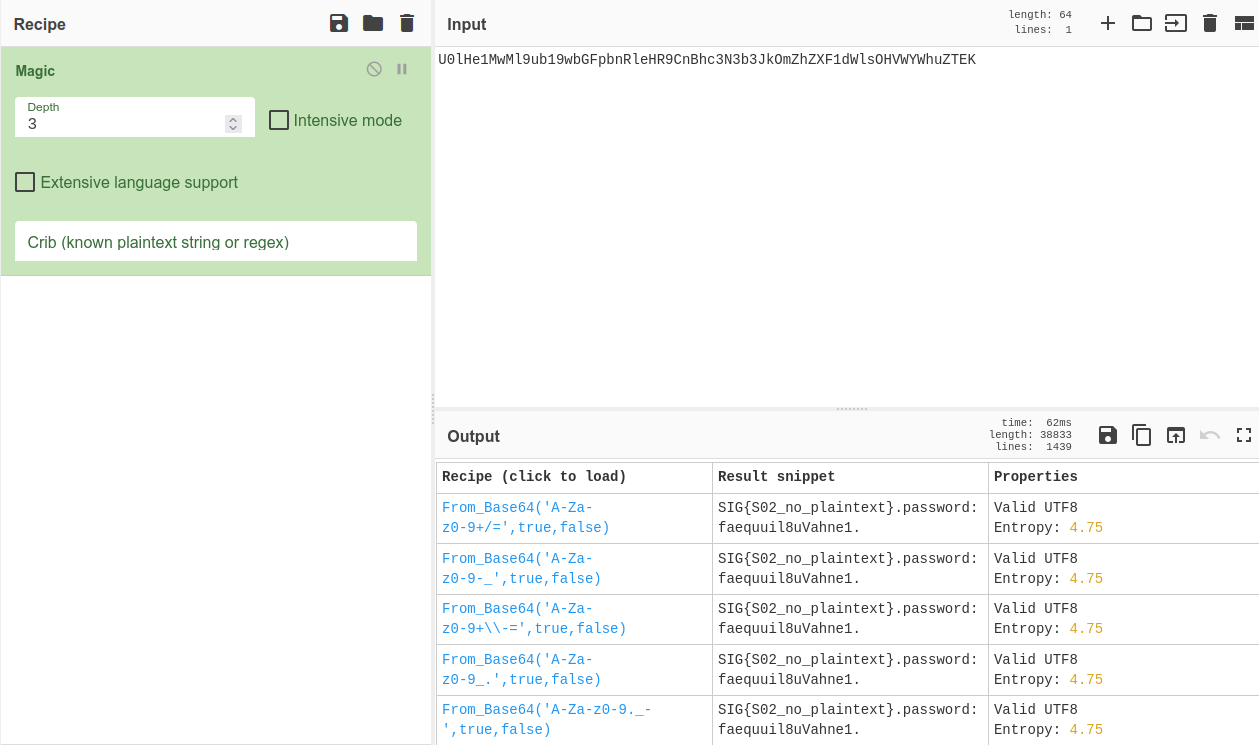 Recipe
Magic
Depth
3
Intensive mode
Extensive language support
Crib (known plaintext string or regex)
Input
length: 64
lines: 1
U0lHe1MwMl9ub19wbGFpbnRleHR9CnBhc3N3b3JkOmZhZXF1dWlsOHVWYWhuZTEK
Output
time: 62ms
length: 38833
lines: 1439
Recipe (click to load) Result snippet Properties
From_Base64('A-Za- SIG{S02_no_plaintext}.password: Valid UTF8
z0-9+/=',true,false) faequuil8uVahne1. Entropy: 4.75
From_Base64('A-Za- SIG{S02_no_plaintext}.password: Valid UTF8
z0-9-_',true,false) faequuil8uVahne1. Entropy: 4.75
From_Base64('A-Za- SIG{S02_no_plaintext}.password: Valid UTF8
z0-9+\\-=',true,false) faequuil8uVahne1. Entropy: 4.75
From_Base64('A-Za- SIG{S02_no_plaintext}.password: Valid UTF8
z0-9_.',true,false) faequuil8uVahne1. Entropy: 4.75
From_Base64('A-Za-z0-9._- SIG{S02_no_plaintext}.password: Valid UTF8
',true,false) faequuil8uVahne1. Entropy: 4.75